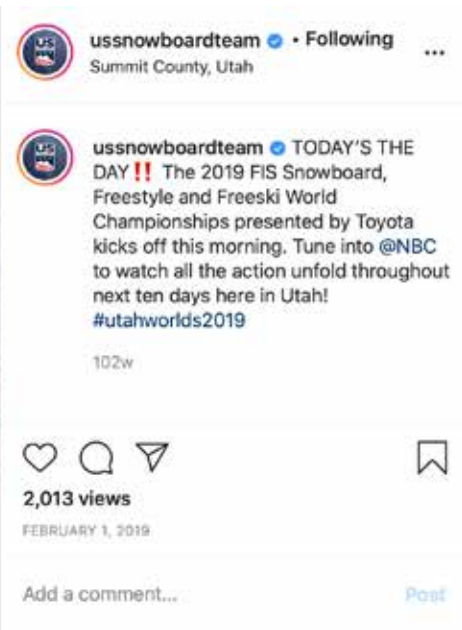 ussnowboardteam • Following
Summit County, Utah
ussnowboardteam TODAY'S THE
DAY‼️ The 2019 FIS Snowboard,
Freestyle and Freeski World
Championships presented by Toyota
kicks off this morning. Tune into @NBC
to watch all the action unfold throughout
next ten days here in Utah!
#utahworlds2019
102w
2,013 views
FEBRUARY 1, 2019
Add a comment... Post